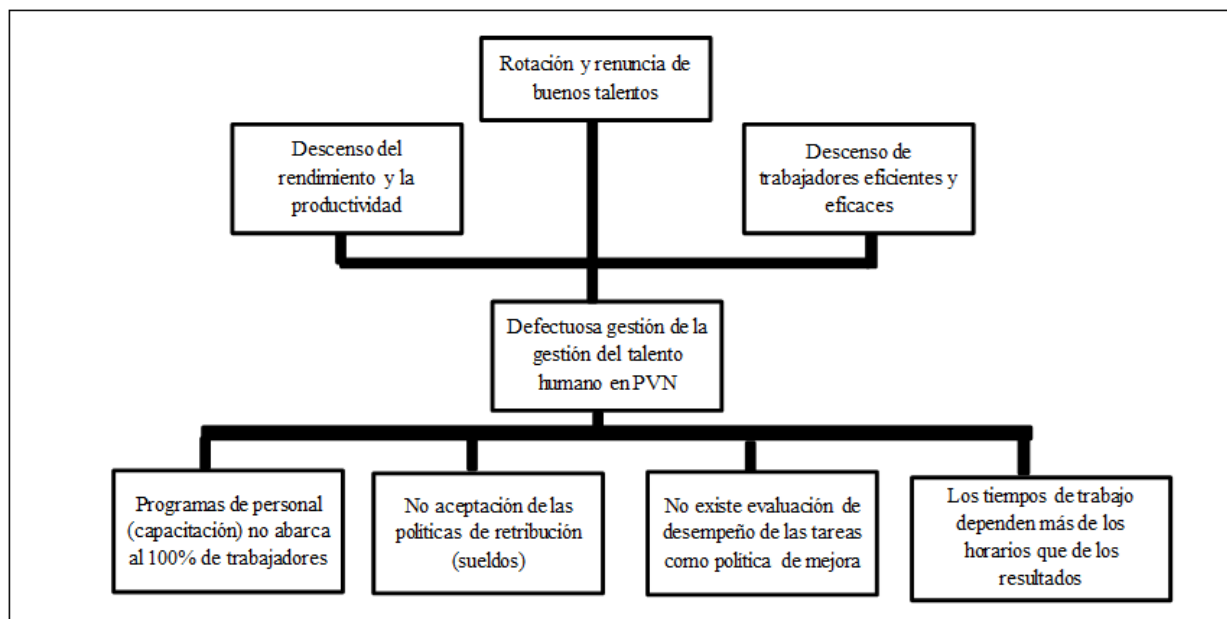 Rotación y renuncia de
buenos talentos
Descenso del
rendimiento y la
productividad
Descenso de
trabajadores eficientes y
eficaces
Defectuosa gestión de la
gestión del talento
humano en PVN
Programas de personal
(capacitación) no abarca
al 100% de trabajadores
No aceptación de las
políticas de retribución
(sueldos)
No existe evaluación de
desempeño de las tareas
como política de mejora
Los tiempos de trabajo
dependen más de los
horarios que de los
resultados